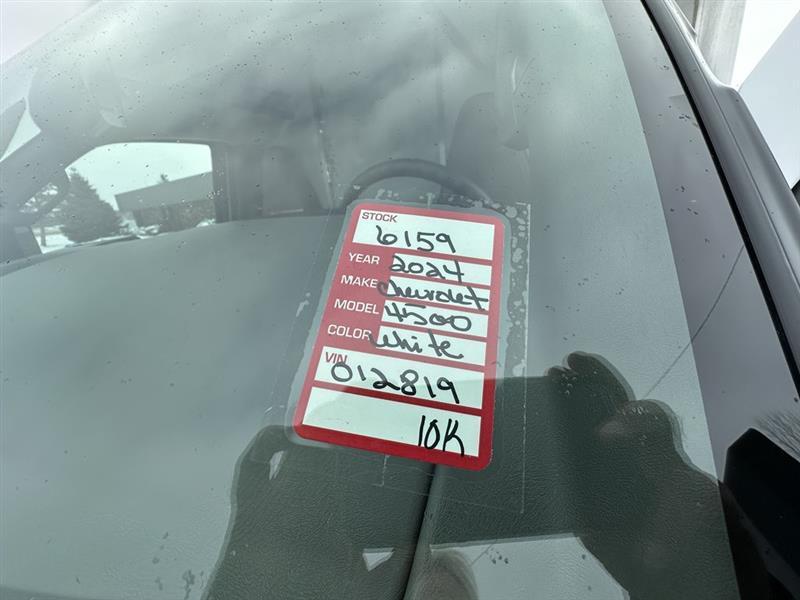 STOCK
6159
YEAR 2024
MAKE Chevrolet
MODEL 4500
COLOR White
VIN
012819
10K